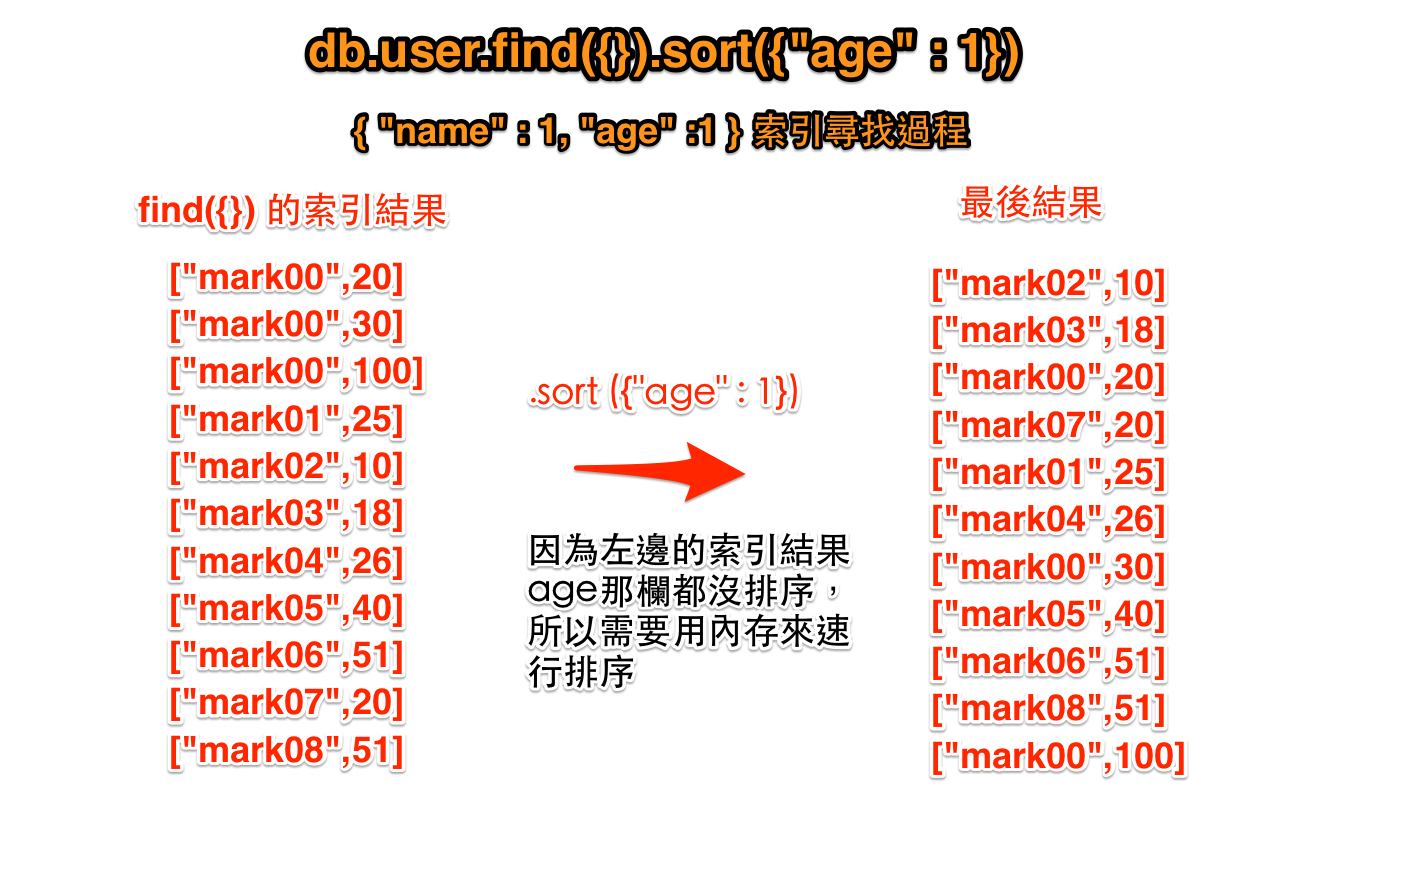 db.user.find({}).sort({"age" : 1})
{ "name" : 1, "age" :1 } 索引尋找過程
find({}) 的索引結果
["mark00",20]
["mark00",30]
["mark00",100]
["mark01",25]
["mark02",10]
["mark03",18]
["mark04",26]
["mark05",40]
["mark06",51]
["mark07",20]
["mark08",51]
.sort ({"age" : 1})
因為左邊的索引結果
age那欄都沒排序，
所以需要用內存來速
行排序
最後結果
["mark02",10]
["mark03",18]
["mark00",20]
["mark07",20]
["mark01",25]
["mark04",26]
["mark00",30]
["mark05",40]
["mark06",51]
["mark08",51]
["mark00",100]